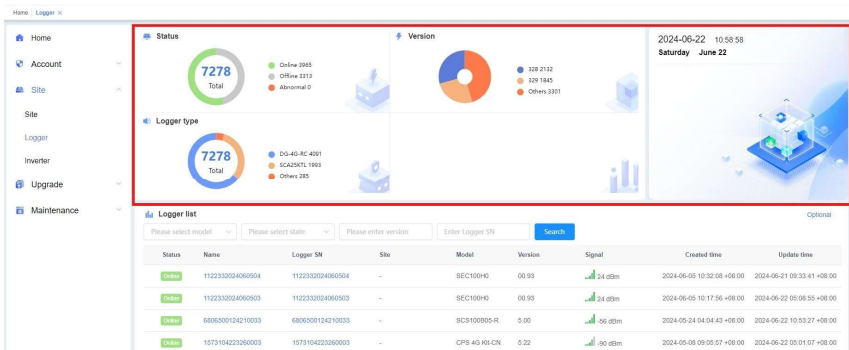 Home Logger ×
Home
Account
Site
Site
Logger
Inverter
Upgrade
Maintenance
Status
7278
Total
Online 3965
Offline 3313
Abnormal 0
Version
328 2132
329 1845
Others 3301
Logger type
7278
Total
DG-4G-RC 4091
SCA25KTL 1993
Others 285
2024-06-22 10:58:58
Saturday June 22
Logger list
Optional
Please select model Please select state Please enter version Enter Logger SN Search
Status Name Logger SN Site Model Version Signal Created time Update time
Online 1122332024060504 1122332024060504 - SEC100H0 00.93 24 dBm 2024-06-05 10:32:08 +08:00 2024-06-21 09:33:41 +08:00
Online 1122332024060503 1122332024060503 - SEC100H0 00.93 24 dBm 2024-06-05 10:17:56 +08:00 2024-06-22 05:08:55 +08:00
Online 6806500124210033 6806500124210033 - SCS100B05-R 5.00 -56 dBm 2024-05-24 04:04:43 +08:00 2024-06-22 10:53:27 +08:00
Online 1573104223260003 1573104223260003 - CPS 4G Kit-CN 5.22 -90 dBm 2024-05-08 09:05:57 +08:00 2024-06-22 05:01:07 +08:00